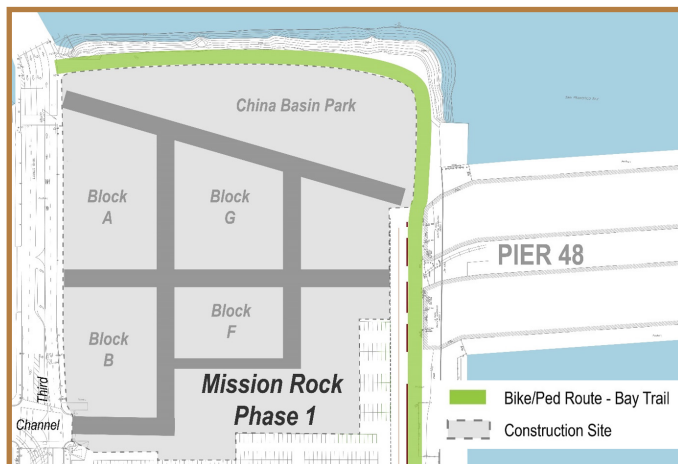 China Basin Park
Block
A
Block
G
PIER 48
Block
F
Block
B
Mission Rock
Phase 1
Third
Channel
Bike/Ped Route - Bay Trail
Construction Site